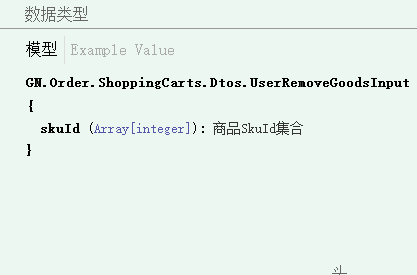 数据类型
模型 Example Value
GN.Order.ShoppingCarts.Dtos.UserRemoveGoodsInput
{
skuId (Array[integer]): 商品SkuId集合
}